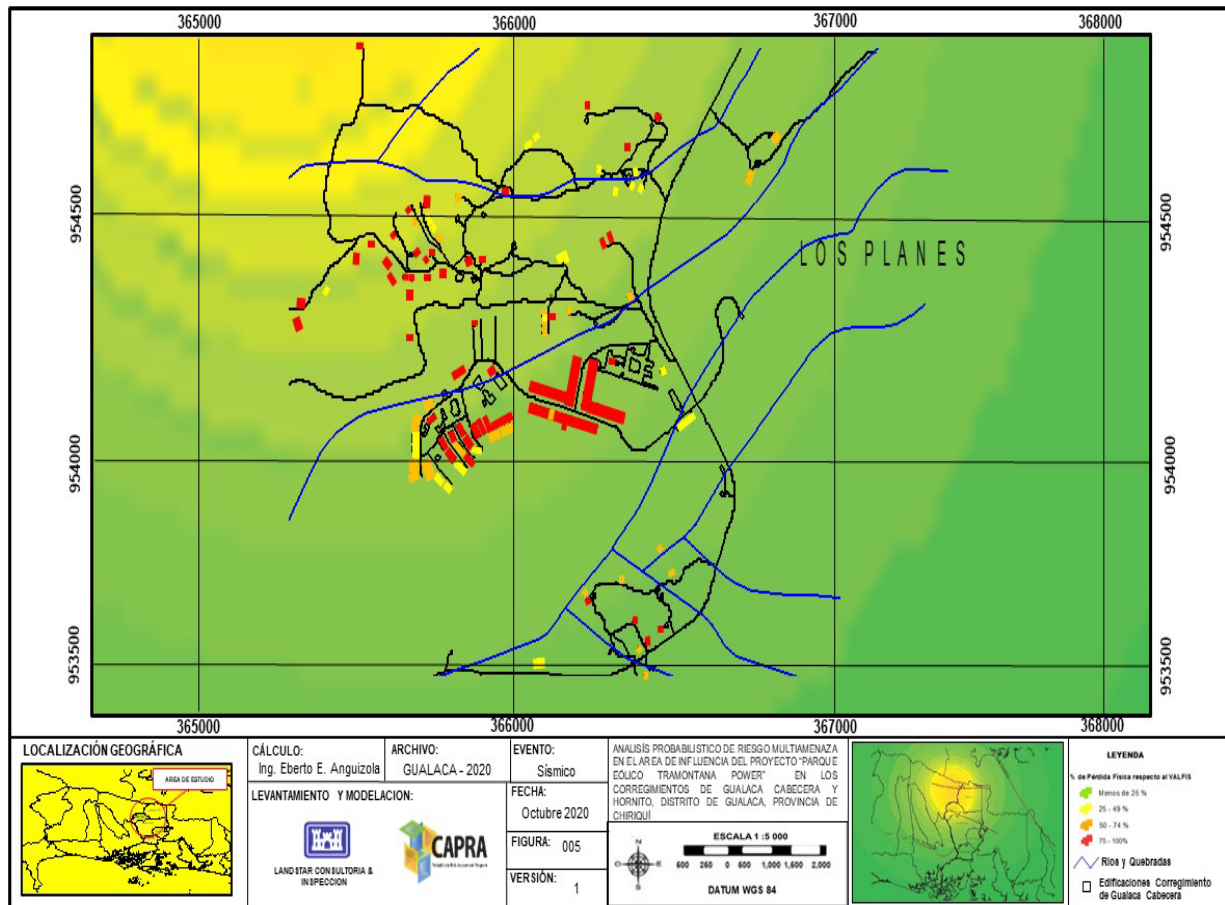 365000 366000 367000 368000
954500 954500
LOS PLANES
954000 954000
953500 953500
365000 366000 367000 368000
LOCALIZACIÓN GEOGRÁFICA
AREA DE ESTUDIO
CÁLCULO:
Ing. Eberto E. Anguizola
ARCHIVO:
GUALACA - 2020
LEVANTAMIENTO Y MODELACION:
LANDSTAR CONSULTORIA &
INSPECCION
CAPRA
EVENTO:
Sísmico
FECHA:
Octubre 2020
FIGURA: 005
VERSIÓN:
1
ANALISÍS PROBABILISTICO DE RIESGO MULTIAMENAZA
EN EL AREA DE INFLUENCIA DEL PROYECTO "PARQUE
EÓLICO TRAMONTANA POWER" EN LOS
CORREGIMIENTOS DE GUALACA CABECERA Y
HORNITO, DISTRITO DE GUALACA, PROVINCIA DE
CHIRIQUÍ
N
O E
S
ESCALA 1 :5 000
500 250 0 500 1,000 1,500 2,000
DATUM WGS 84
LEYENDA
% de Pérdida Física respecto al VALFIS
Menos de 25 %
25 - 49 %
50 - 74 %
75 - 100%
Rios y Quebradas
Edificaciones Corregimiento
de Gualaca Cabecera